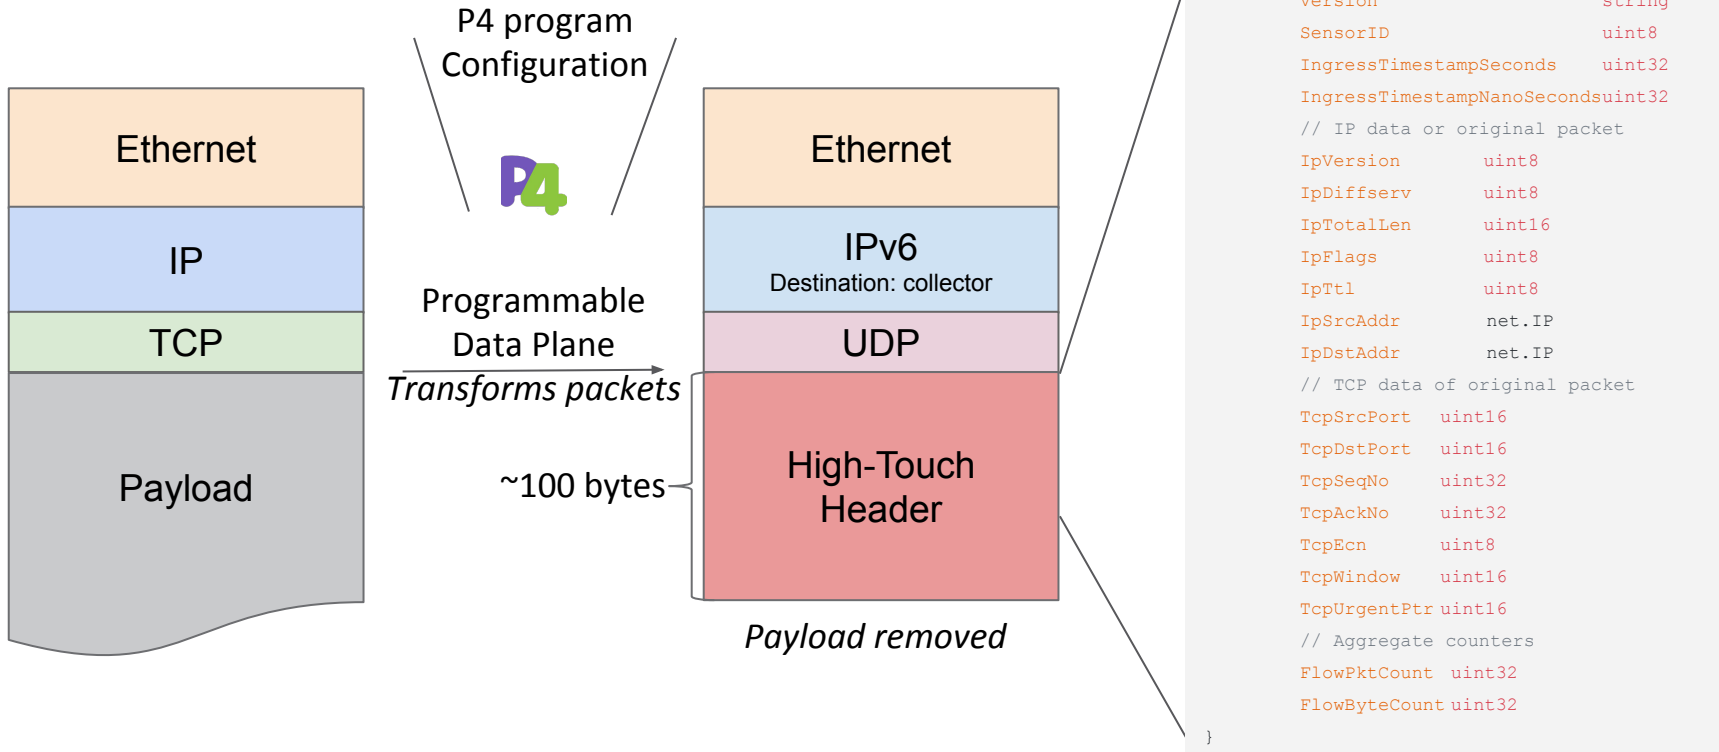 P4 program
Configuration
Ethernet
IP
TCP
Payload
P4
Programmable
Data Plane
Transforms packets
~100 bytes
Ethernet
IPv6
Destination: collector
UDP
High-Touch
Header
Payload removed
Version string
SensorID uint8
IngressTimestampSeconds uint32
IngressTimestampNanoSecondsuint32
// IP data or original packet
IpVersion uint8
IpDiffserv uint8
IpTotalLen uint16
IpFlags uint8
IpTtl uint8
IpSrcAddr net.IP
IpDstAddr net.IP
// TCP data of original packet
TcpSrcPort uint16
TcpDstPort uint16
TcpSeqNo uint32
TcpAckNo uint32
TcpEcn uint8
TcpWindow uint16
TcpUrgentPtr uint16
// Aggregate counters
FlowPktCount uint32
FlowByteCount uint32
}